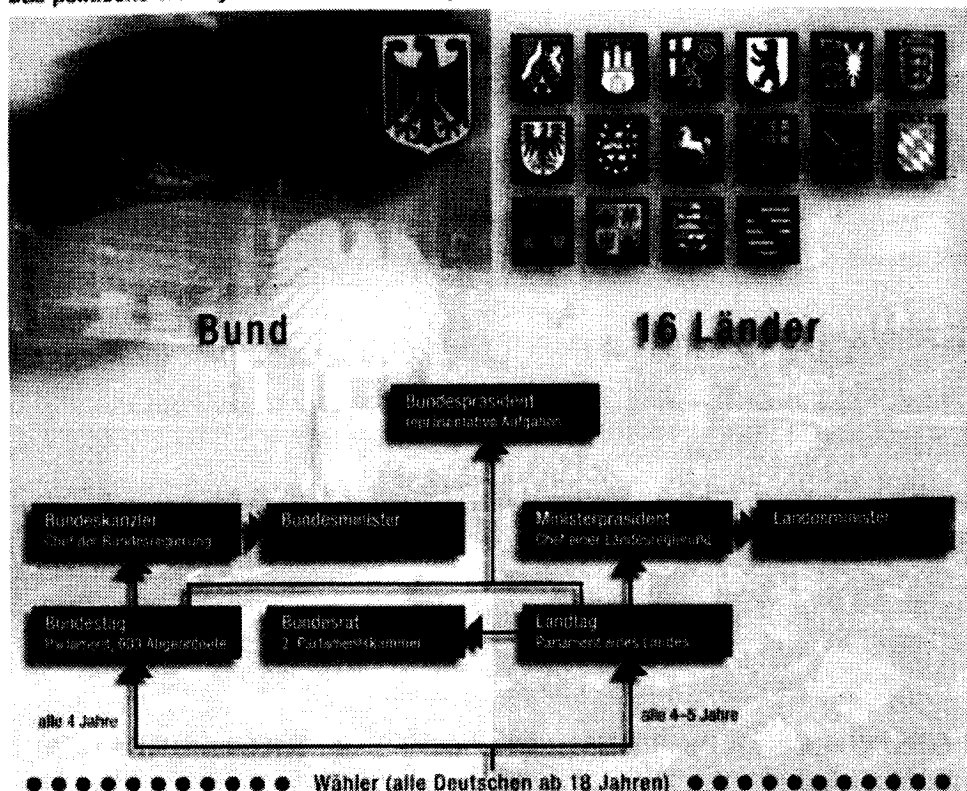 Bund
16 Länder
Bundespräsident
repräsentative Aufgaben
Bundeskanzler
Chef der Bundesregierung
Bundesminister
Ministerpräsident
Chef einer Landesregierung
Landesminister
Bundestag
Parlament, 603 Abgeordnete
Bundesrat
2. Parlamentskammer
Landtag
Parlament eines Landes
alle 4 Jahre
alle 4–5 Jahre
Wähler (alle Deutschen ab 18 Jahren)